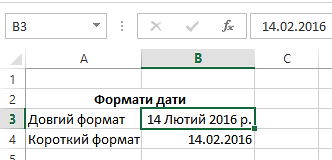 B3 fx 14.02.2016
A B C
1
2 Формати дати
3 Довгий формат 14 Лютий 2016 р.
4 Короткий формат 14.02.2016
5